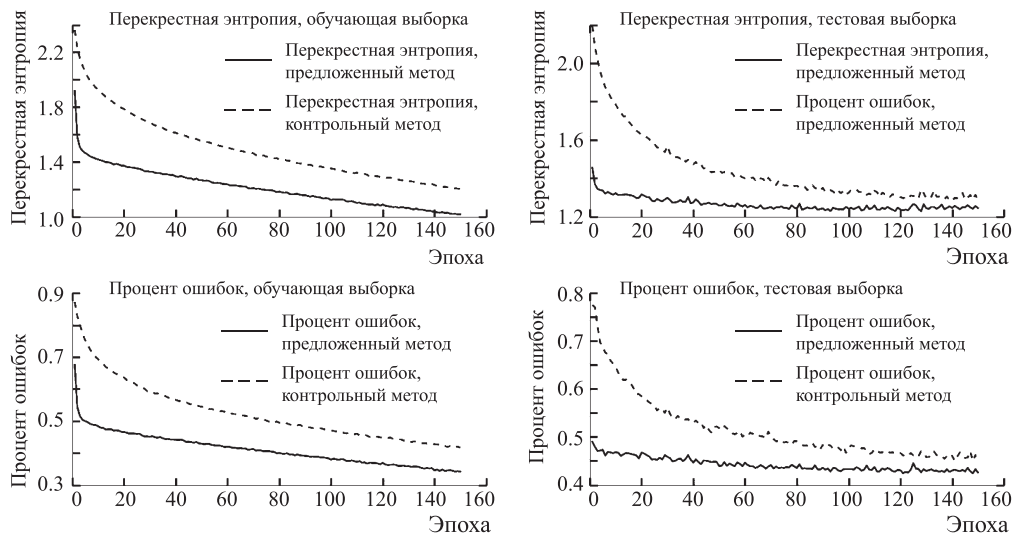 Перекрестная энтропия, обучающая выборка
Перекрестная энтропия
2.2
1.8
1.4
1.0
Перекрестная энтропия,
предложенный метод
Перекрестная энтропия,
контрольный метод
0 20 40 60 80 100 120 140 160
Эпоха
Перекрестная энтропия, тестовая выборка
Перекрестная энтропия
2.0
1.6
1.2
Перекрестная энтропия,
предложенный метод
Процент ошибок,
предложенный метод
0 20 40 60 80 100 120 140 160
Эпоха
Процент ошибок, обучающая выборка
Процент ошибок
0.9
0.7
0.5
0.3
Процент ошибок,
предложенный метод
Процент ошибок,
контрольный метод
0 20 40 60 80 100 120 140 160
Эпоха
Процент ошибок, тестовая выборка
Процент ошибок
0.8
0.7
0.6
0.5
0.4
Процент ошибок,
предложенный метод
Процент ошибок,
контрольный метод
0 20 40 60 80 100 120 140 160
Эпоха